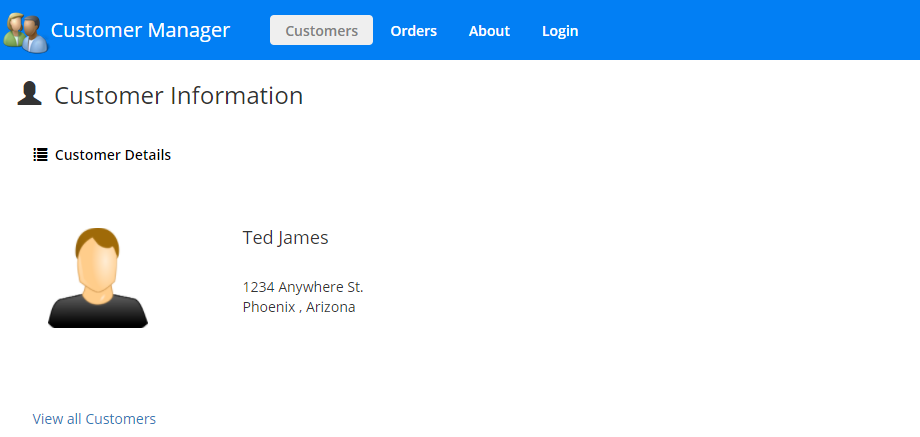 Customer Manager Customers Orders About Login
Customer Information
Customer Details
Ted James
1234 Anywhere St.
Phoenix , Arizona
View all Customers